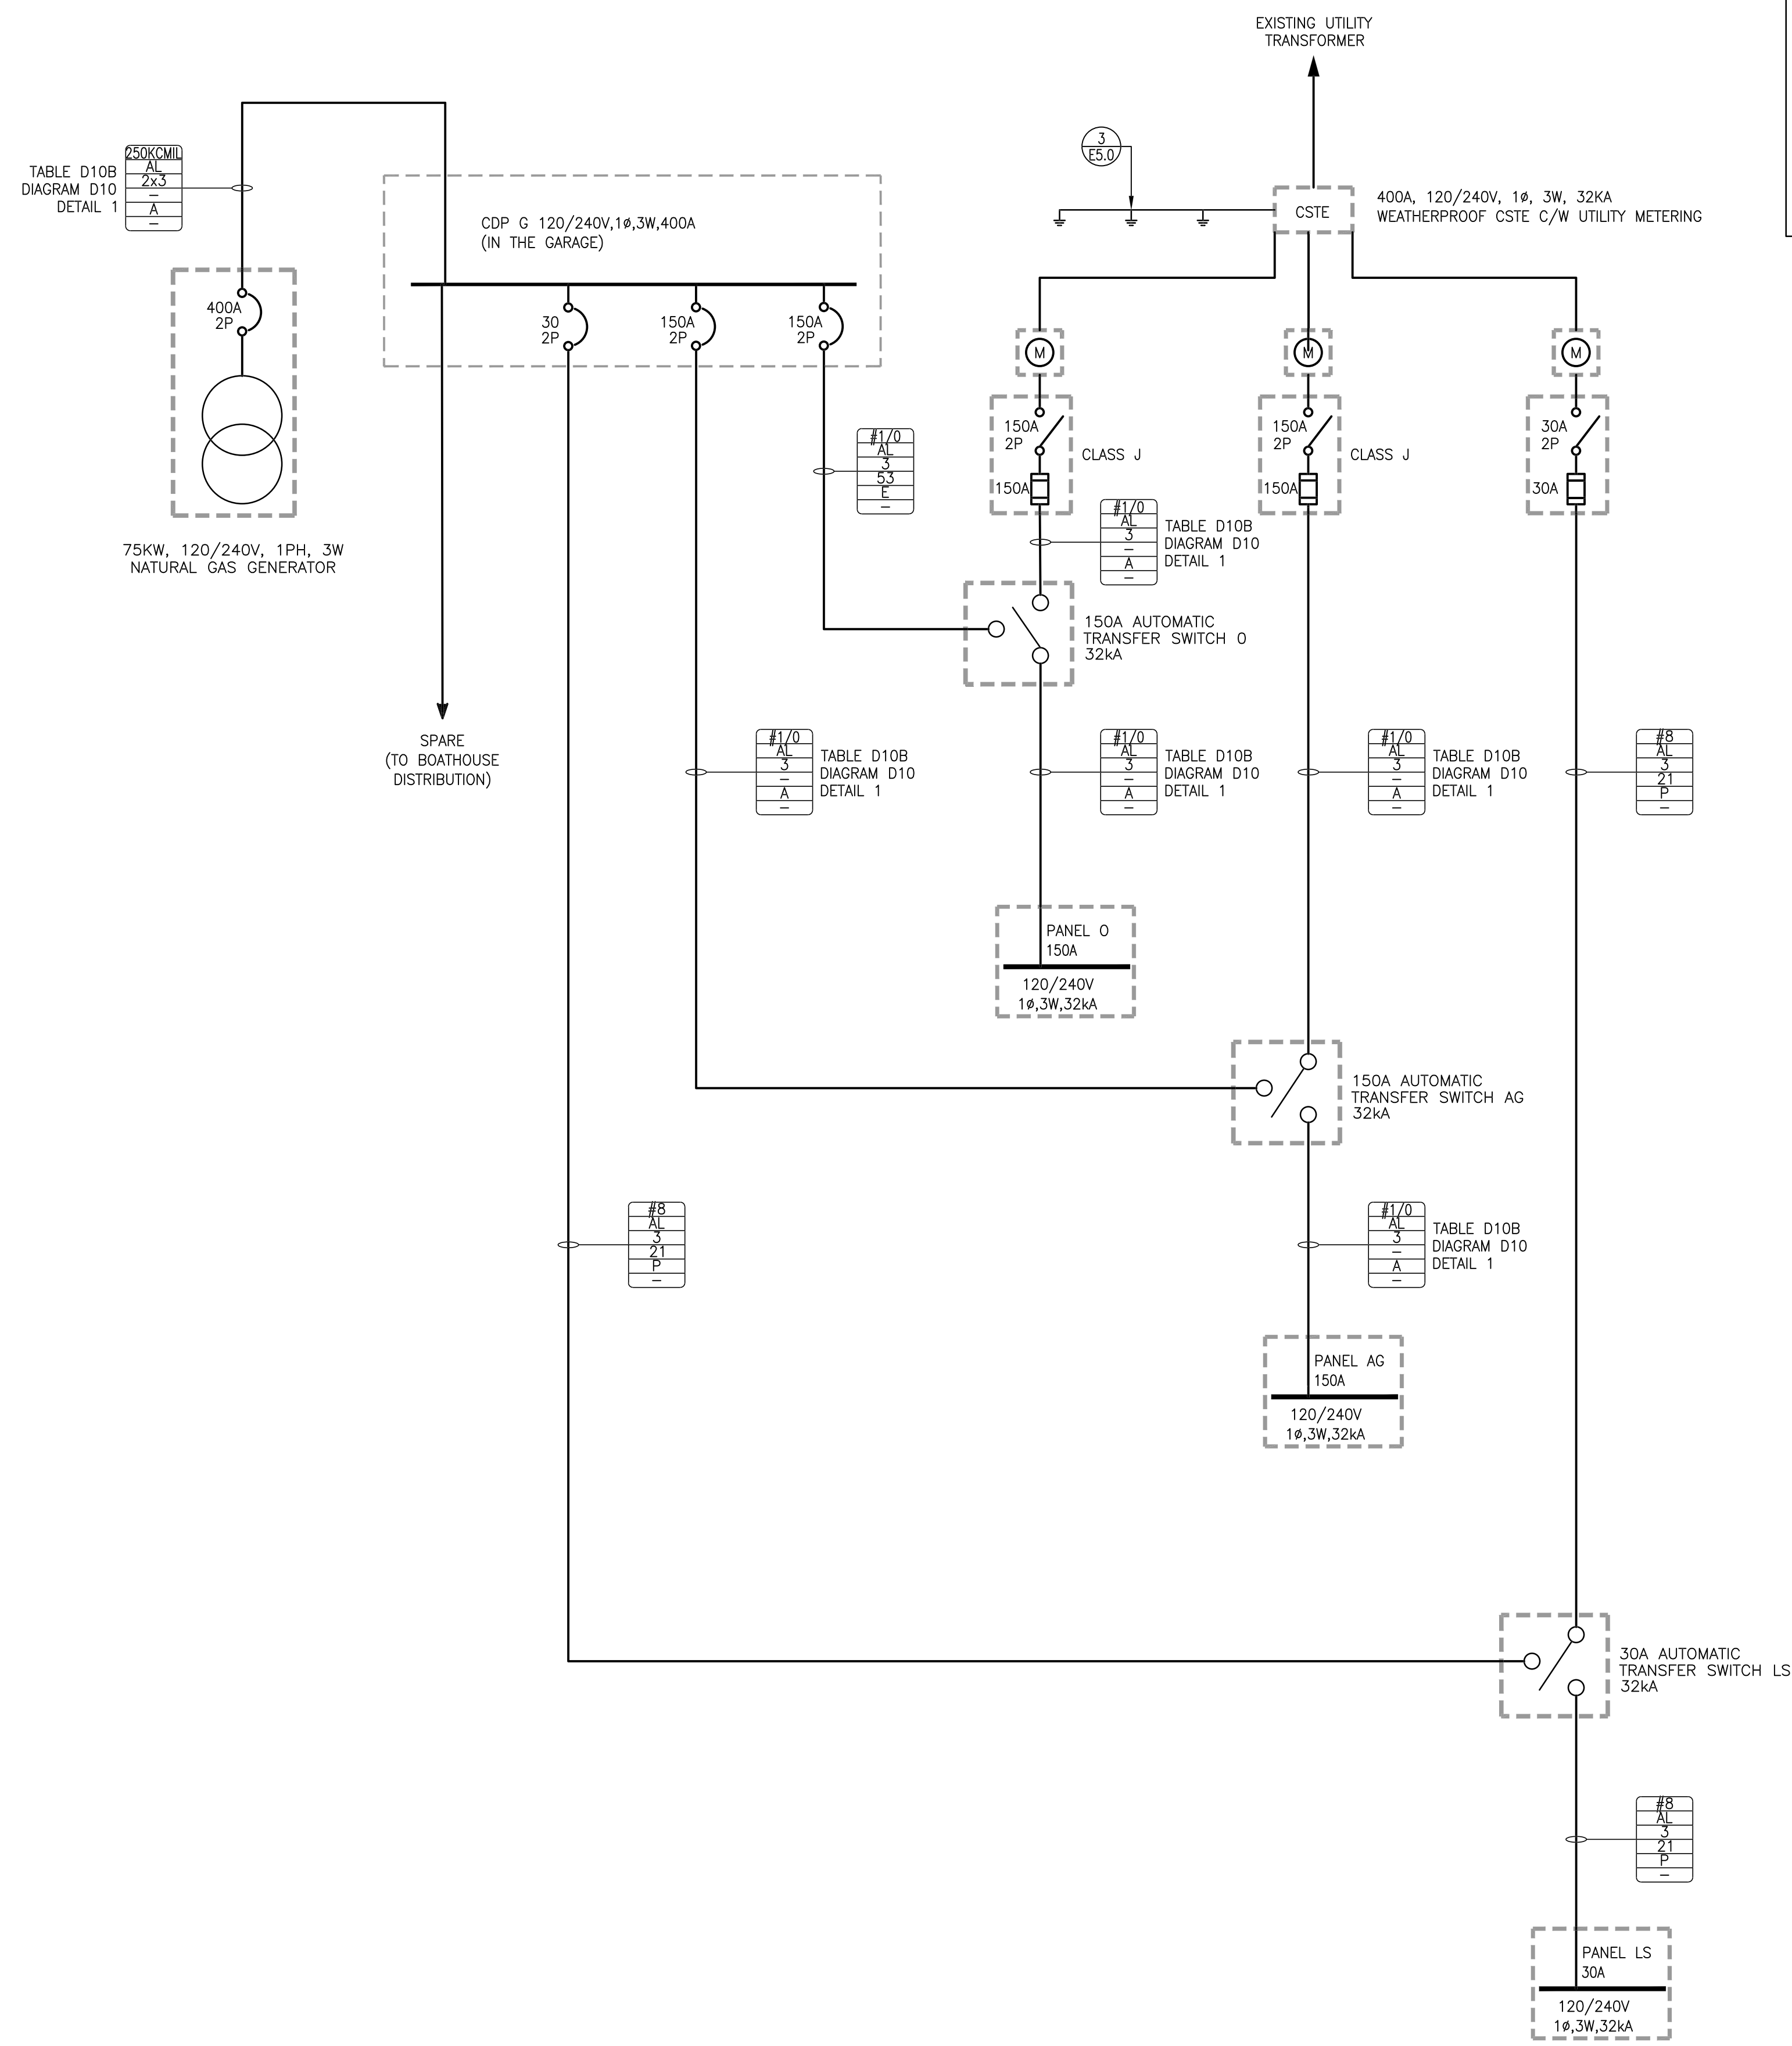 EXISTING UTILITY
TRANSFORMER
3
E5.0
CSTE
400A, 120/240V, 1ø, 3W, 32KA
WEATHERPROOF CSTE C/W UTILITY METERING
250KCMIL
AL
2x3
–
A
–
TABLE D10B
DIAGRAM D10
DETAIL 1
CDP G 120/240V,1ø,3W,400A
(IN THE GARAGE)
400A
2P
30
2P
150A
2P
150A
2P
75KW, 120/240V, 1PH, 3W
NATURAL GAS GENERATOR
M
M
M
150A
2P
150A
CLASS J
150A
2P
150A
CLASS J
30A
2P
30A
#1/0
AL
3
53
E
–
#1/0
AL
3
–
A
–
TABLE D10B
DIAGRAM D10
DETAIL 1
150A AUTOMATIC
TRANSFER SWITCH O
32kA
SPARE
(TO BOATHOUSE
DISTRIBUTION)
#1/0
AL
3
–
A
–
TABLE D10B
DIAGRAM D10
DETAIL 1
#1/0
AL
3
–
A
–
TABLE D10B
DIAGRAM D10
DETAIL 1
#1/0
AL
3
–
A
–
TABLE D10B
DIAGRAM D10
DETAIL 1
#8
AL
3
21
P
–
PANEL O
150A
120/240V
1ø,3W,32kA
150A AUTOMATIC
TRANSFER SWITCH AG
32kA
#8
AL
3
21
P
–
#1/0
AL
3
–
A
–
TABLE D10B
DIAGRAM D10
DETAIL 1
PANEL AG
150A
120/240V
1ø,3W,32kA
30A AUTOMATIC
TRANSFER SWITCH LS
32kA
#8
AL
3
21
P
–
PANEL LS
30A
120/240V
1ø,3W,32kA